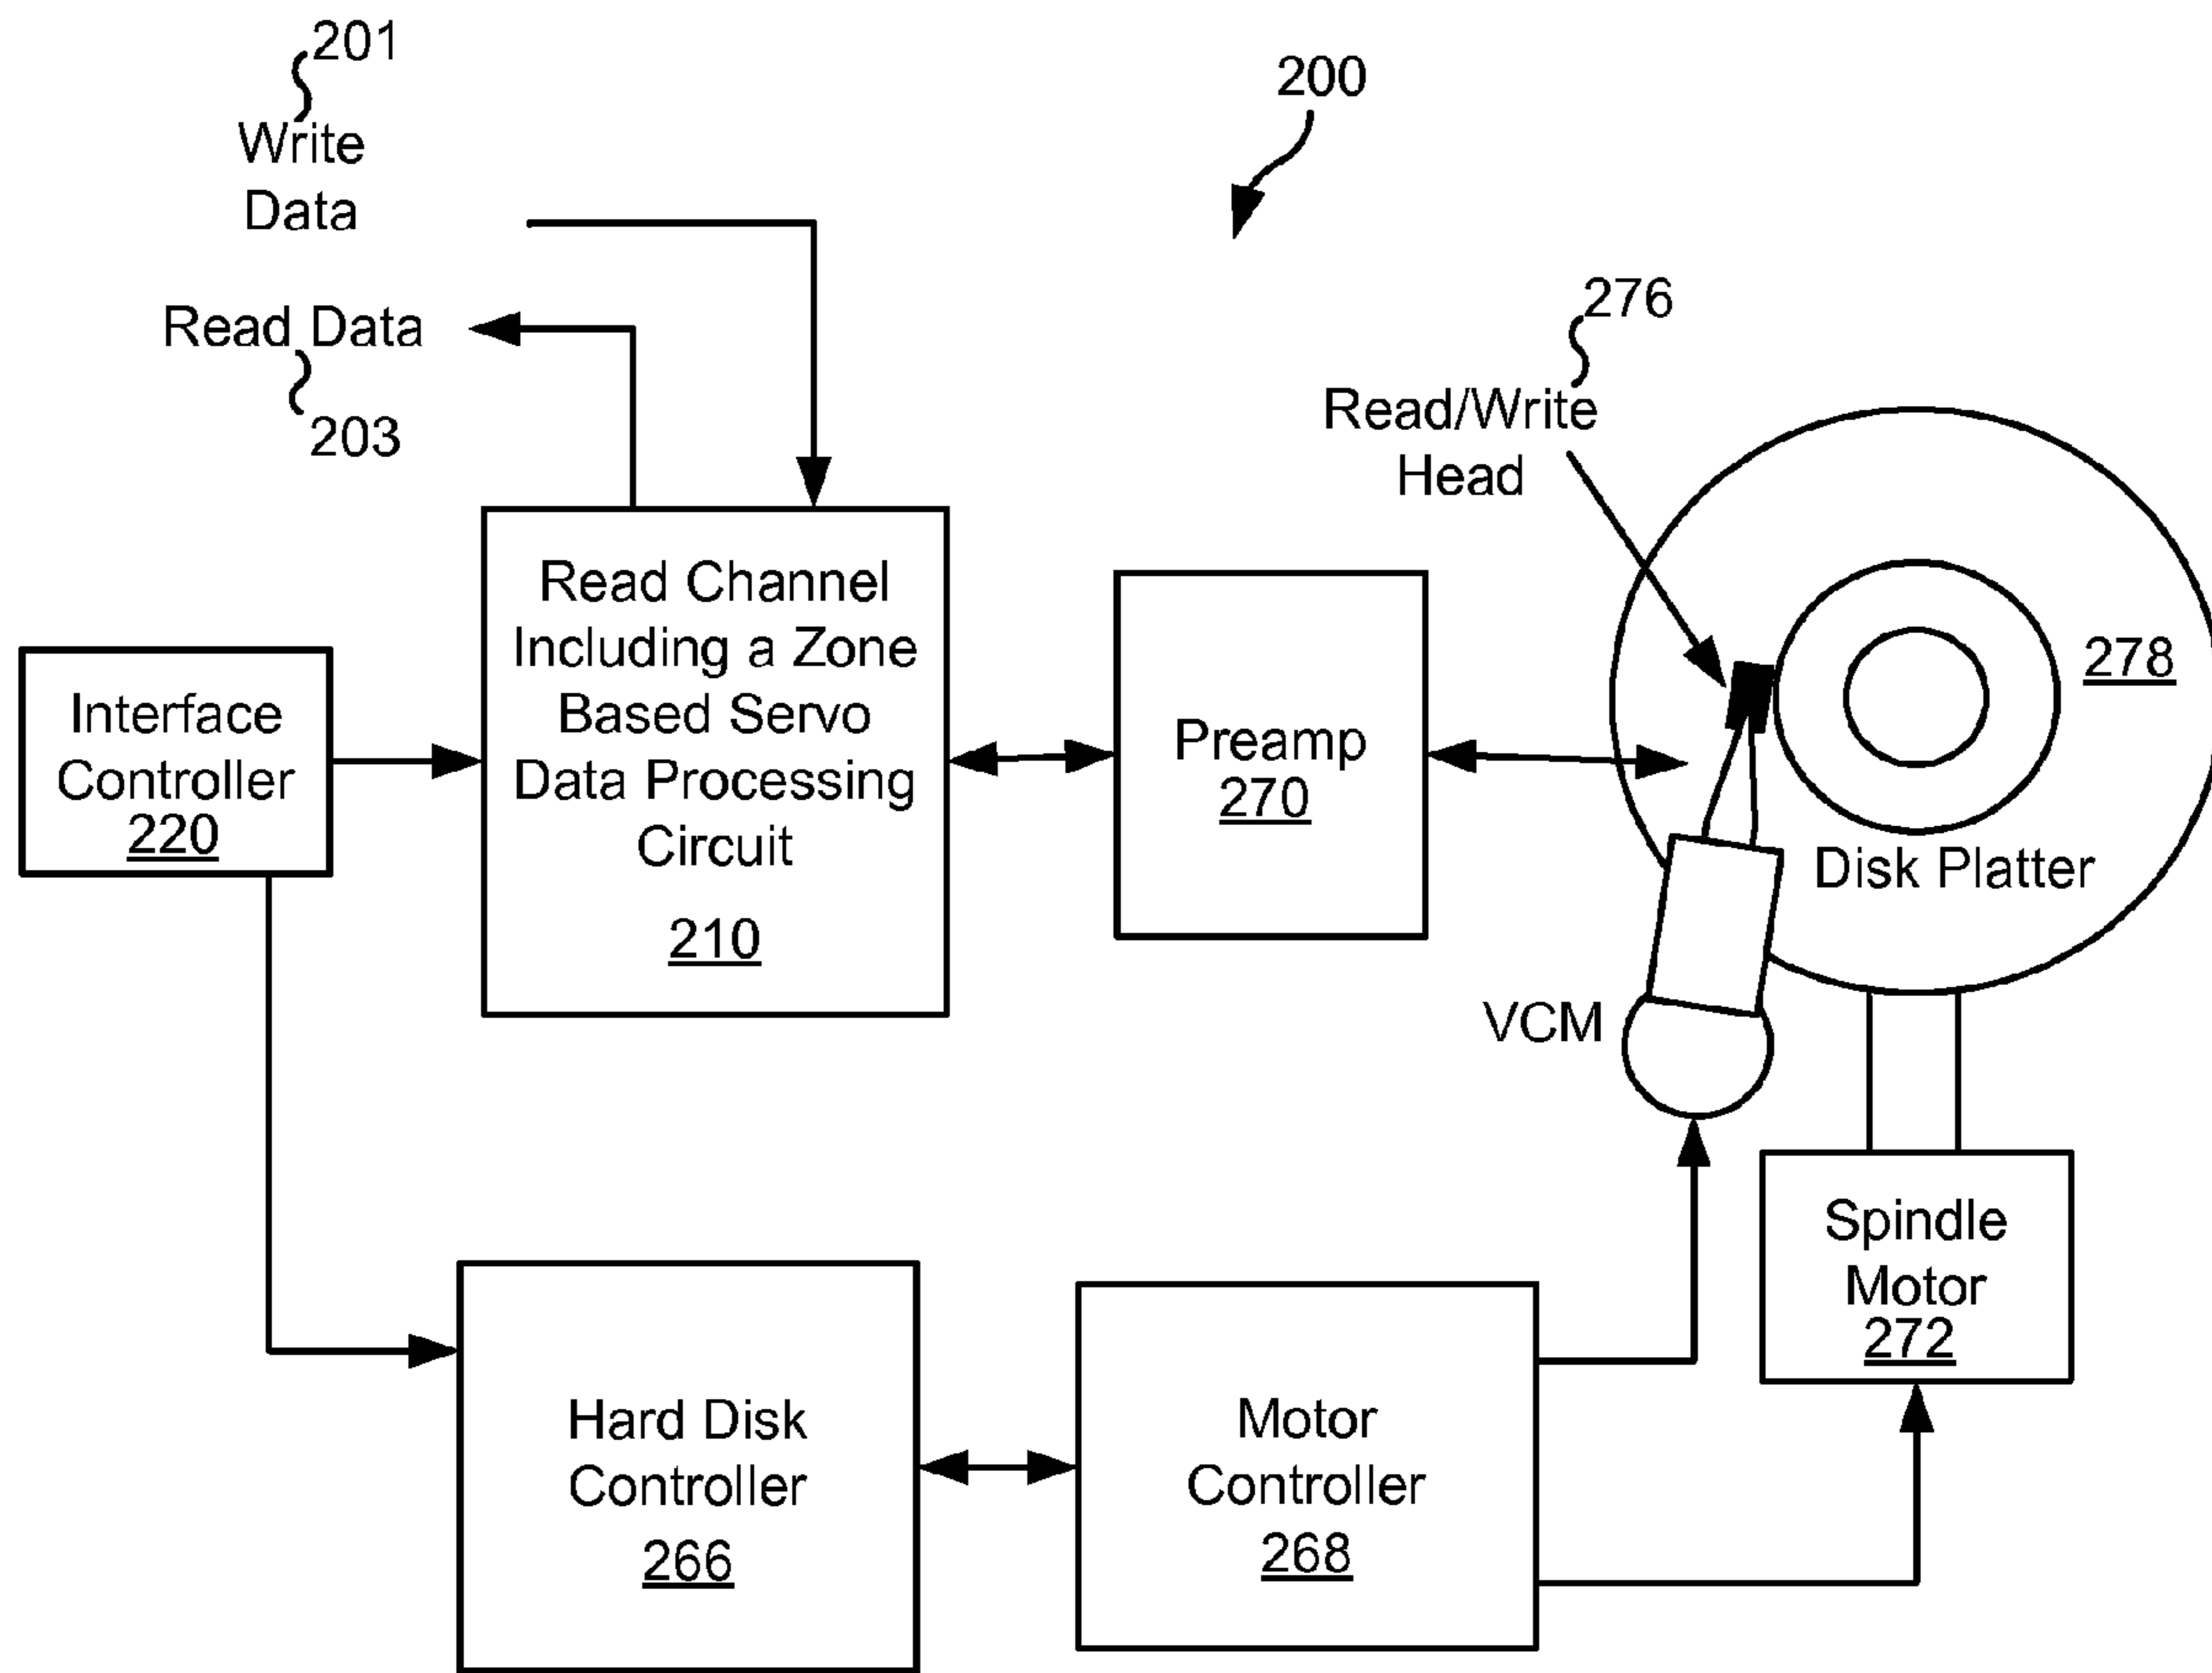 201
Write
Data
Read Data
203
200
276
Read/Write
Head
Read Channel
Including a Zone
Based Servo
Data Processing
Circuit
210
Interface
Controller
220
Preamp
270
278
Disk Platter
VCM
Spindle
Motor
272
Hard Disk
Controller
266
Motor
Controller
268